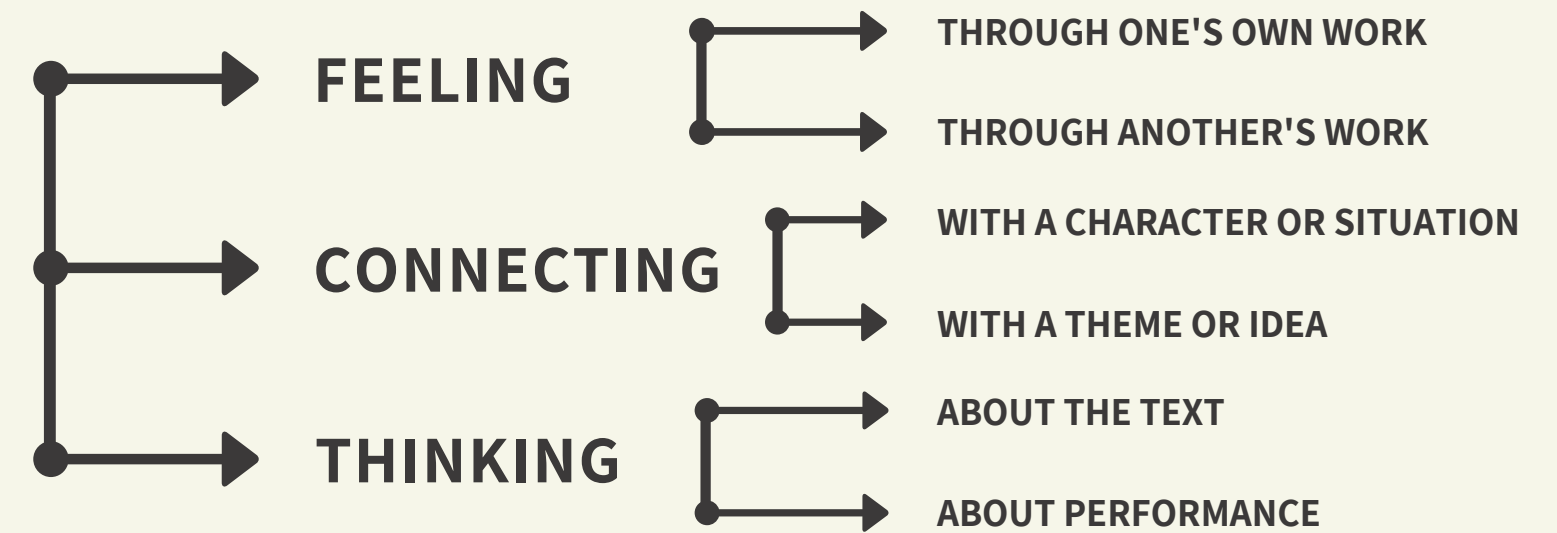 FEELING
THROUGH ONE'S OWN WORK
THROUGH ANOTHER'S WORK
CONNECTING
WITH A CHARACTER OR SITUATION
WITH A THEME OR IDEA
THINKING
ABOUT THE TEXT
ABOUT PERFORMANCE